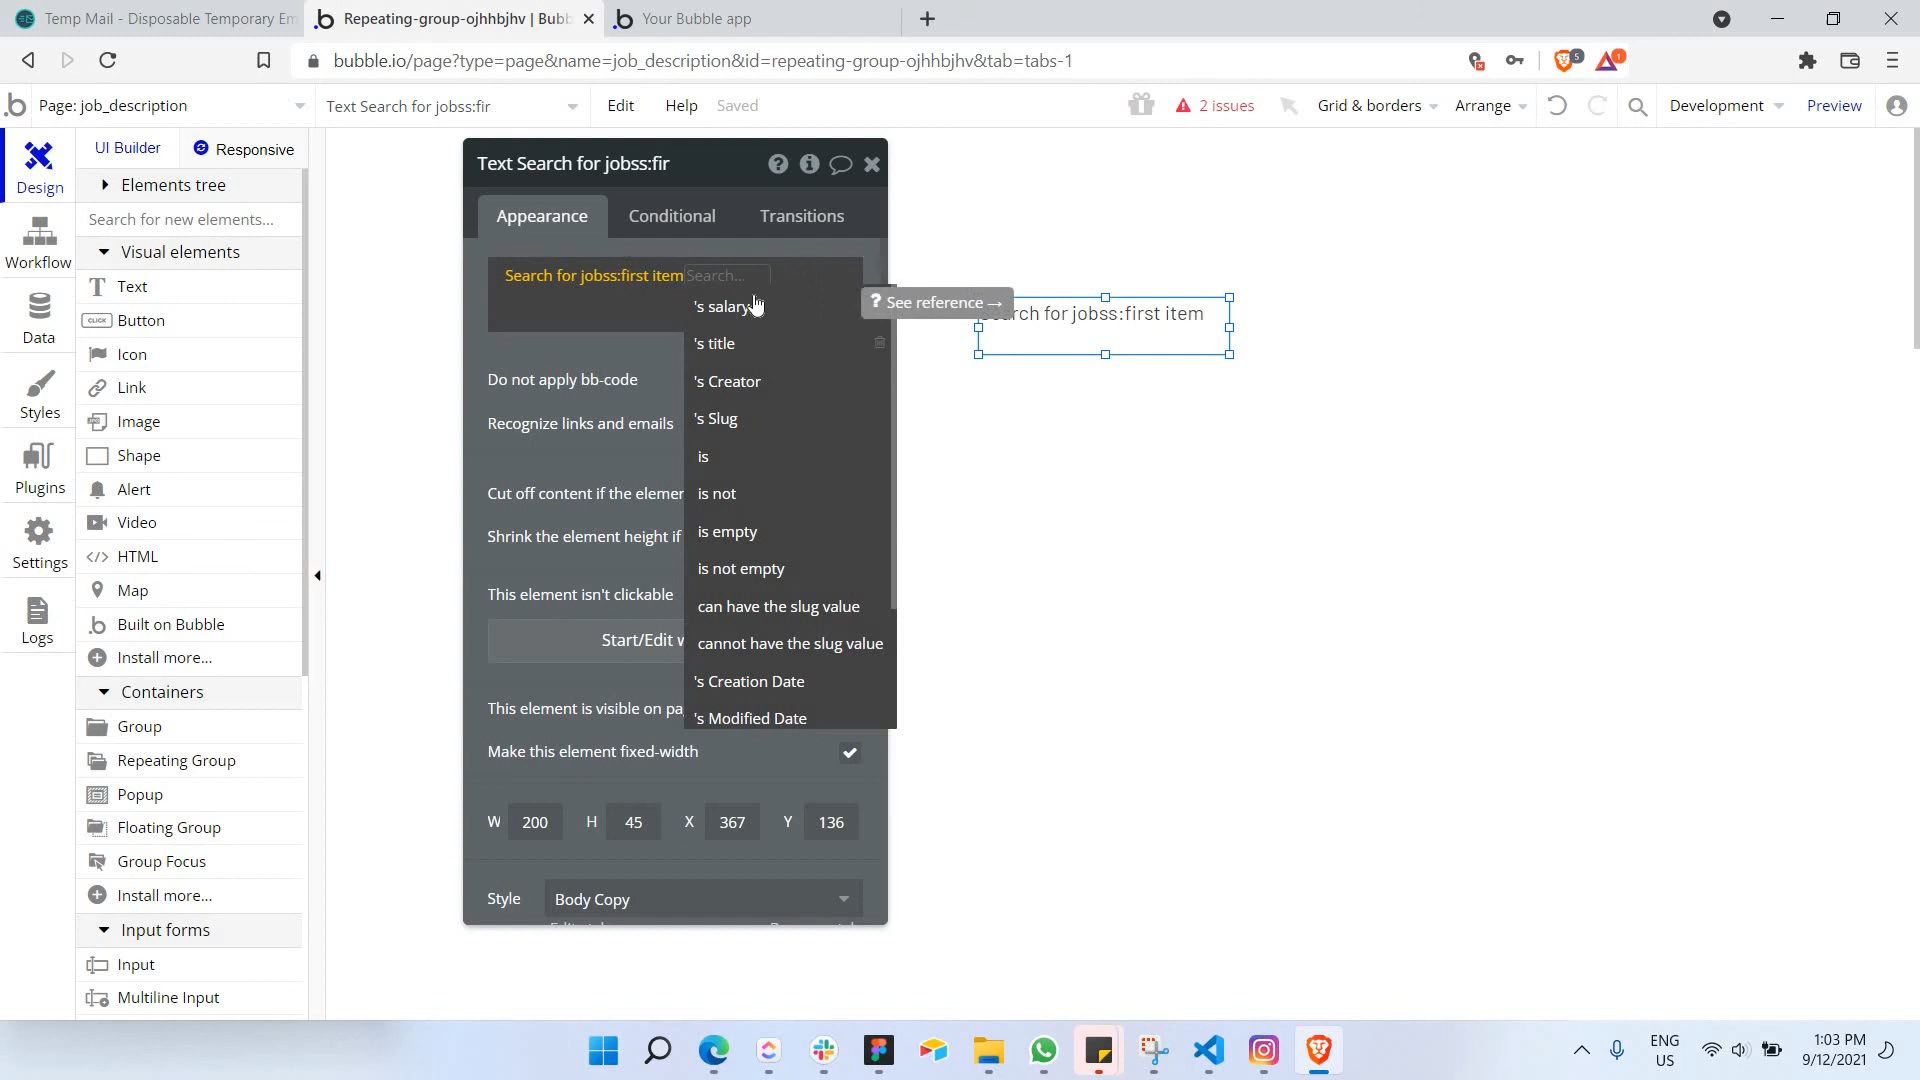 Temp Mail - Disposable Temporary Em
Repeating-group-ojhhbjhv | Bubb
Your Bubble app
bubble.io/page?type=page&name=job_description&id=repeating-group-ojhhbjhv&tab=tabs-1
5
1
Page: job_description
Text Search for jobss:fir
Edit
Help
Saved
2 issues
Grid & borders
Arrange
Development
Preview
Design
Workflow
Data
Styles
Plugins
Settings
Logs
UI Builder
Responsive
Elements tree
Search for new elements...
Visual elements
Text
CLICK
Button
Icon
Link
Image
Shape
Alert
Video
HTML
Map
Built on Bubble
Install more...
Containers
Group
Repeating Group
Popup
Floating Group
Group Focus
Install more...
Input forms
Input
Multiline Input
Text Search for jobss:fir
Appearance
Conditional
Transitions
Search for jobss:first item
Search...
's salary
's title
's Creator
's Slug
is
is not
is empty
is not empty
can have the slug value
cannot have the slug value
's Creation Date
's Modified Date
? See reference →
Do not apply bb-code
Recognize links and emails
Cut off content if the elemen
Shrink the element height if
This element isn't clickable
Start/Edit w
This element is visible on pa
Make this element fixed-width
W 200 H 45 X 367 Y 136
Style
Body Copy
Search for jobss:first item
ENG
US
1:03 PM
9/12/2021